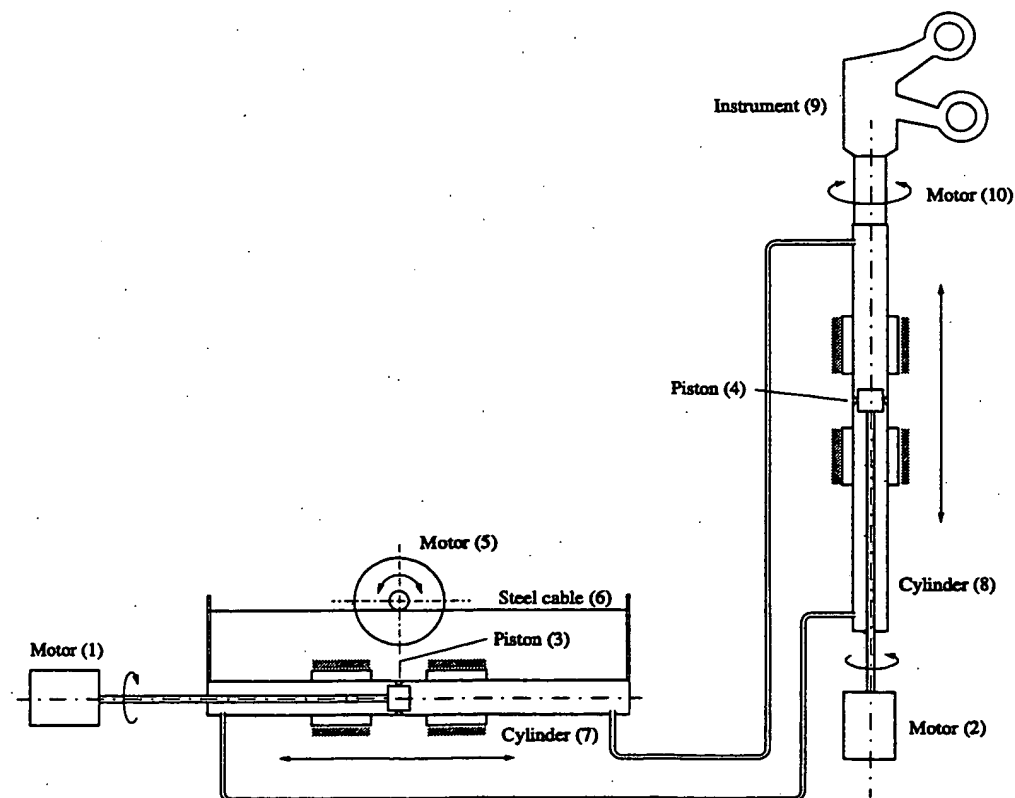 Instrument (9)
Motor (10)
Piston (4)
Motor (5)
Cylinder (8)
Steel cable (6)
Piston (3)
Motor (1)
Motor (2)
Cylinder (7)